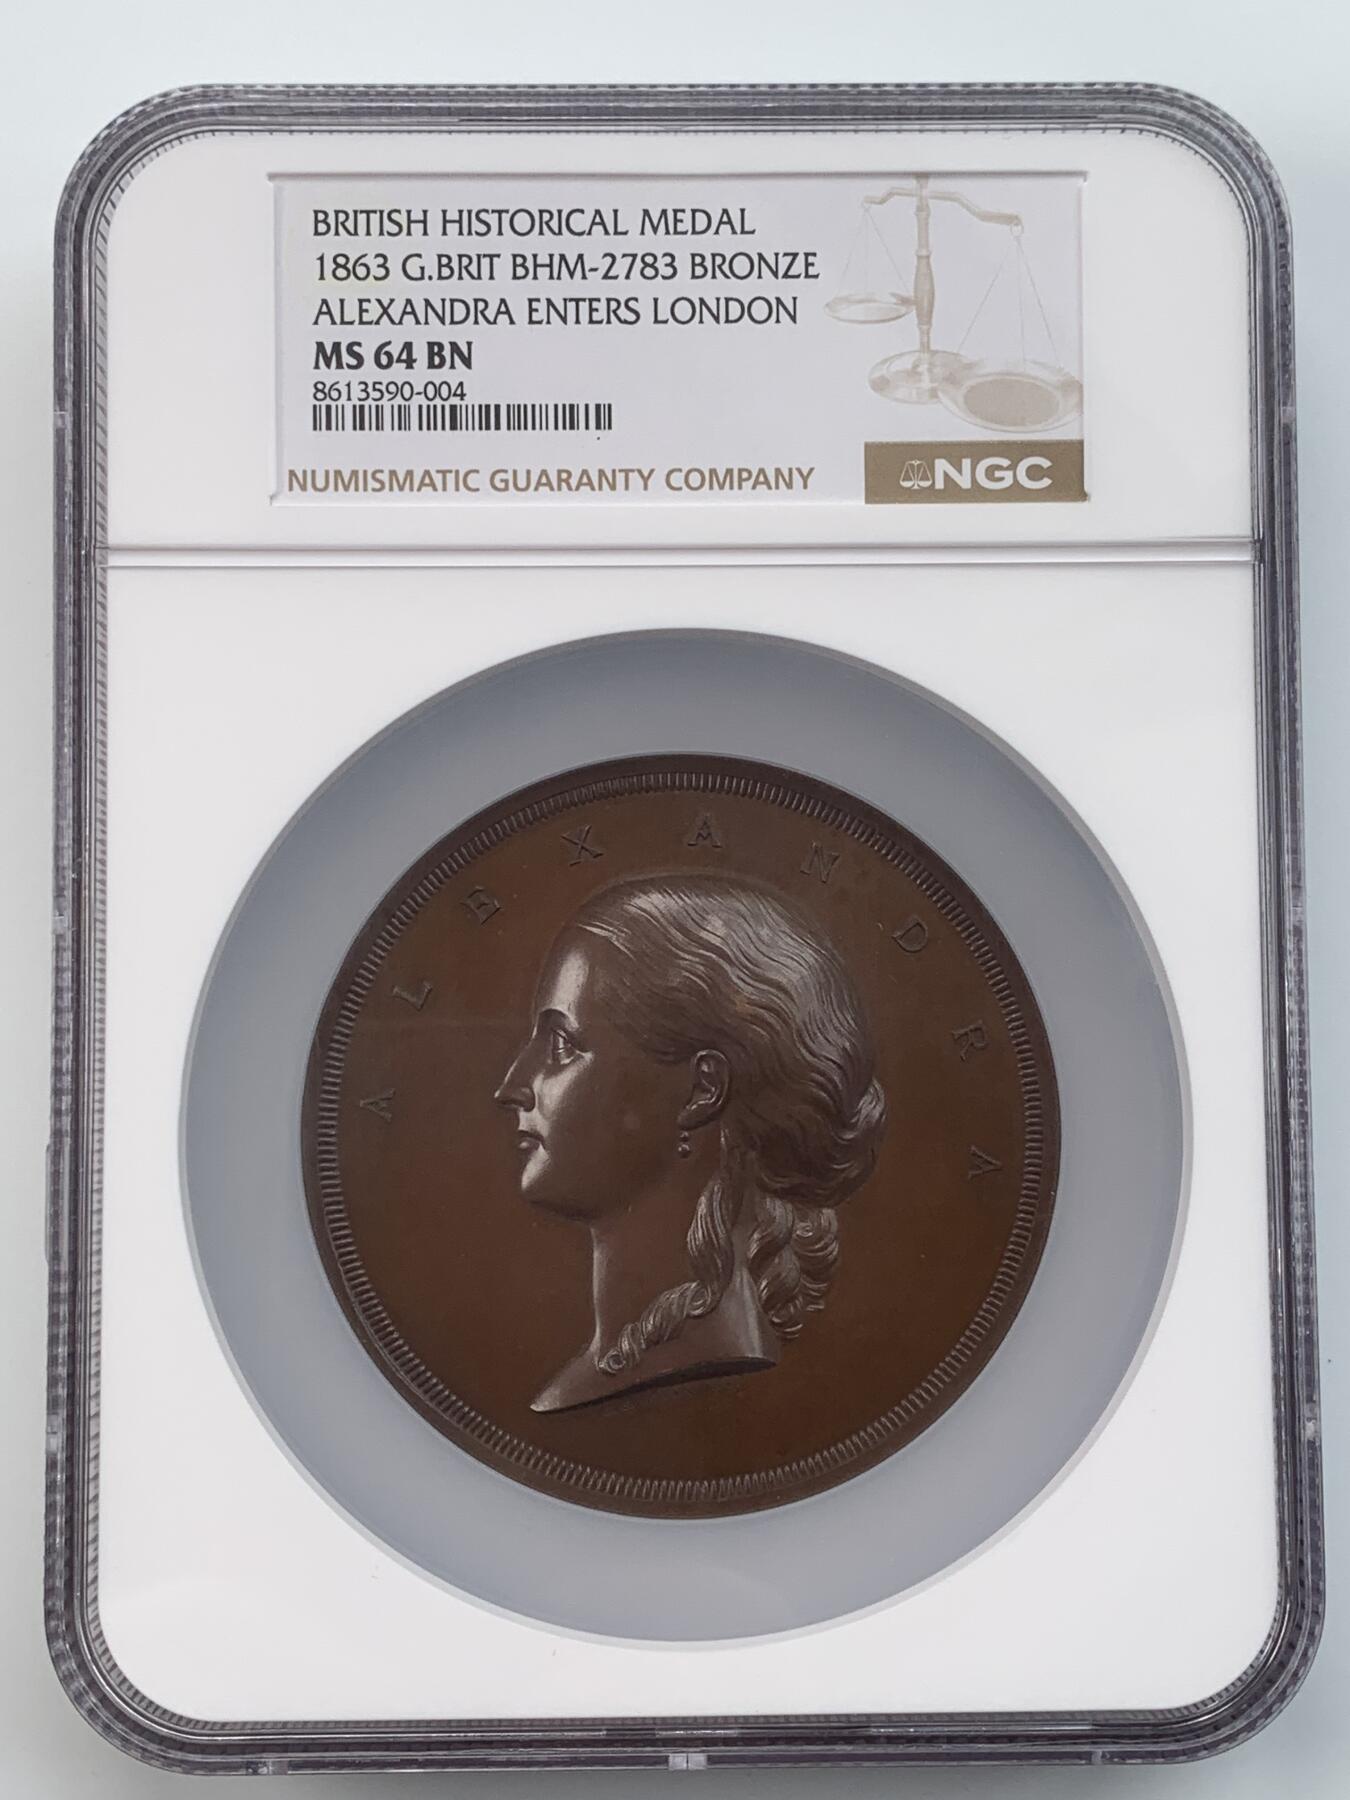 BRITISH HISTORICAL MEDAL
1863 G.BRIT BHM-2783 BRONZE
ALEXANDRA ENTERS LONDON
MS 64 BN
8613590-004
NUMISMATIC GUARANTY COMPANY
NGC
ALEXANDRA